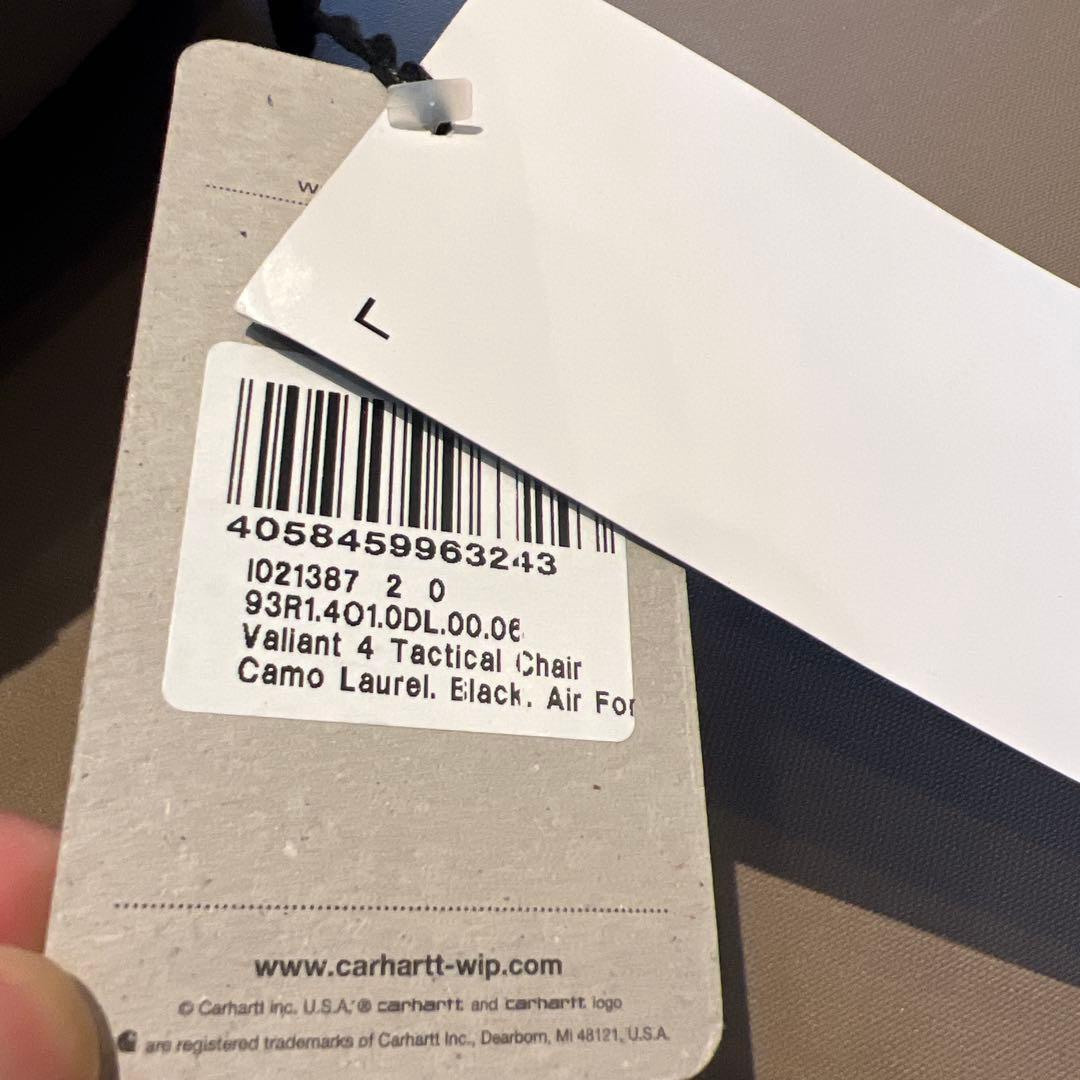 L
4058459963243
I021387 2 0
93R1.401.0DL.00.06
Valiant 4 Tactical Chair
Camo Laurel. Black. Air For
www.carhartt-wip.com
© Carhartt Inc. U.S.A.® carhartt and carhartt logo
are registered trademarks of Carhartt Inc., Dearborn, MI 48121, U.S.A.